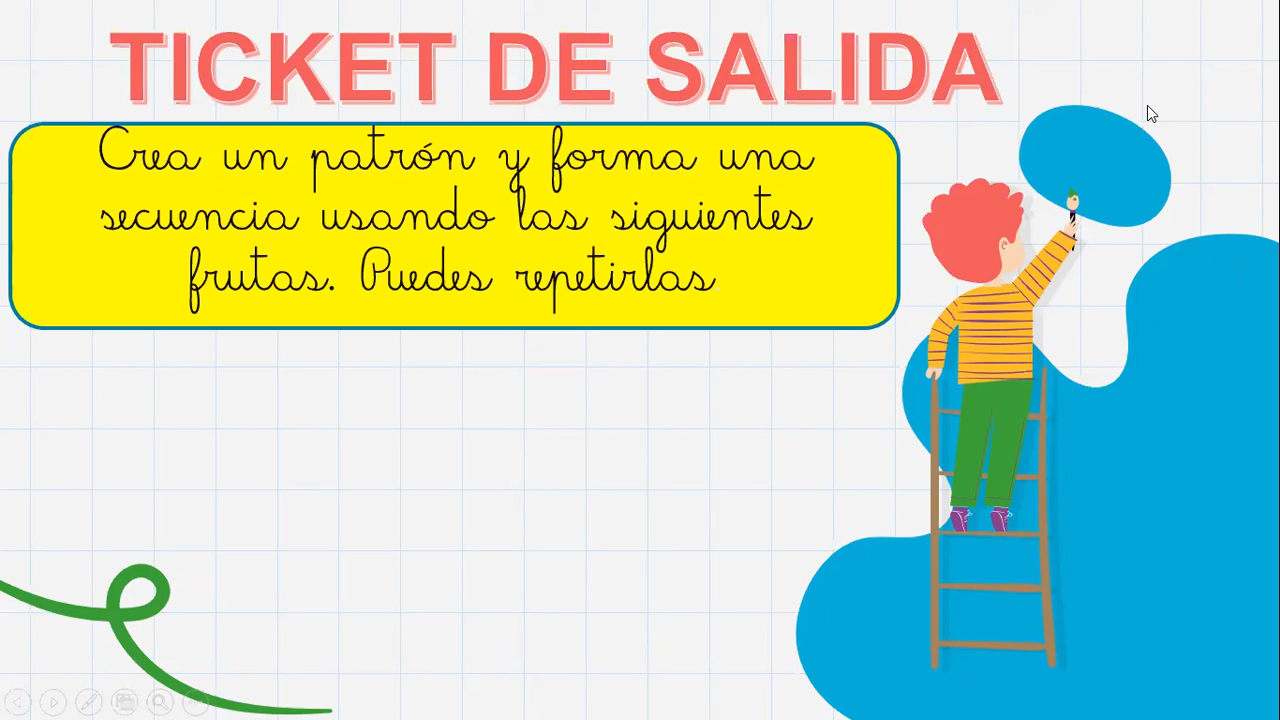 TICKET DE SALIDA
Crea un patrón y forma una
secuencia usando las siguientes
frutas. Puedes repetirlas.